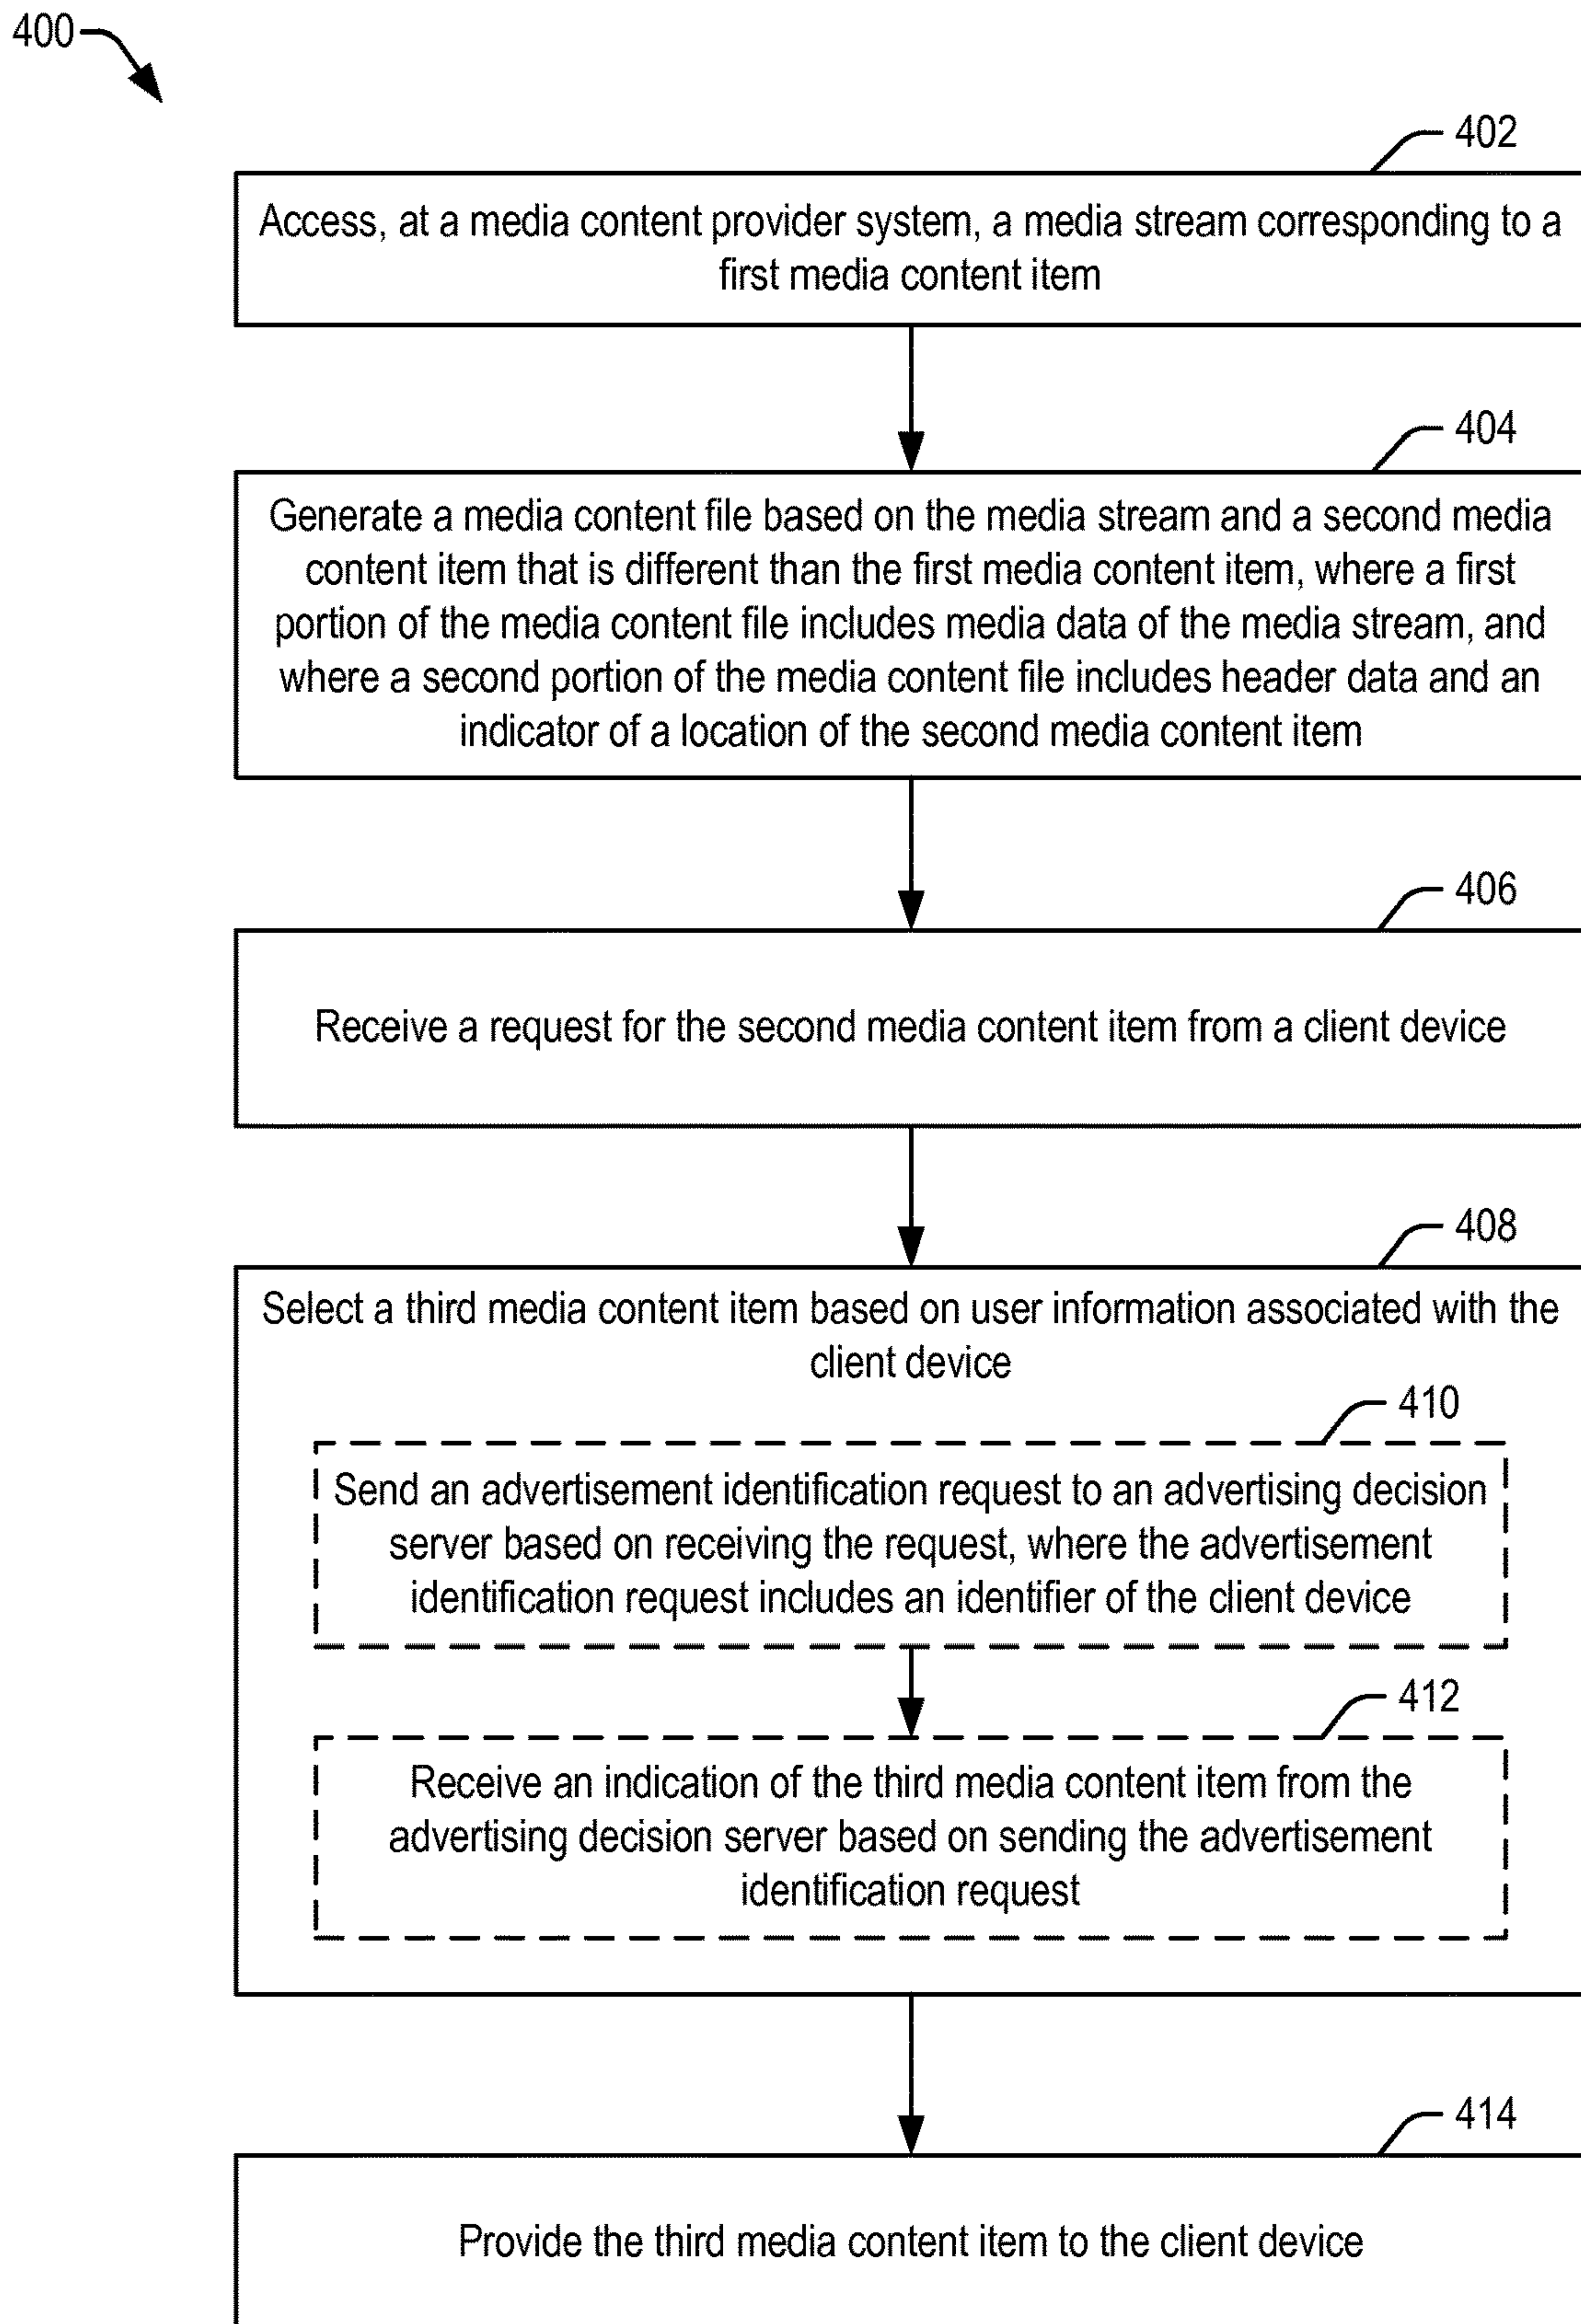 400
402
Access, at a media content provider system, a media stream corresponding to a
first media content item
404
Generate a media content file based on the media stream and a second media
content item that is different than the first media content item, where a first
portion of the media content file includes media data of the media stream, and
where a second portion of the media content file includes header data and an
indicator of a location of the second media content item
406
Receive a request for the second media content item from a client device
408
Select a third media content item based on user information associated with the
client device
410
Send an advertisement identification request to an advertising decision
server based on receiving the request, where the advertisement
identification request includes an identifier of the client device
412
Receive an indication of the third media content item from the
advertising decision server based on sending the advertisement
identification request
414
Provide the third media content item to the client device